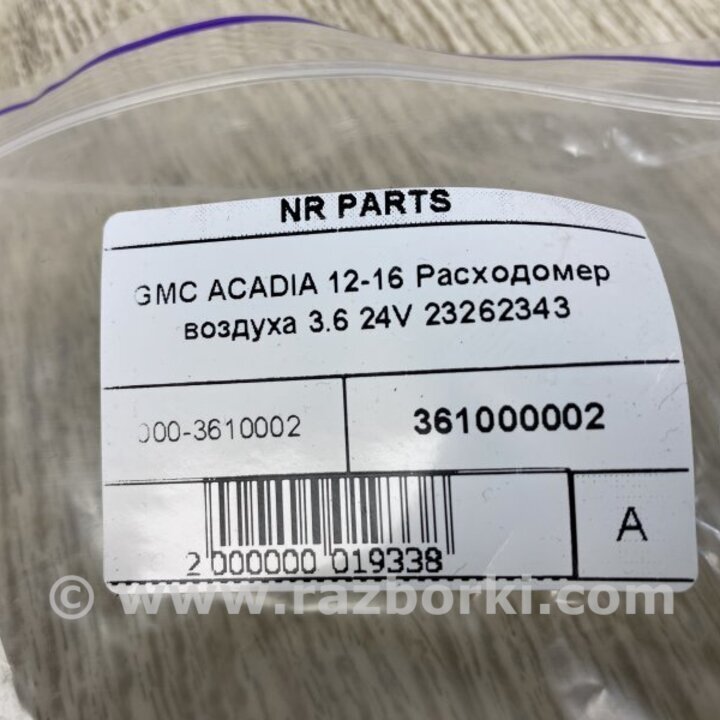 NR PARTS
GMC ACADIA 12-16 Расходомер
воздуха 3.6 24V 23262343
000-3610002
361000002
2 000000 019338
A
© www.razborki.com